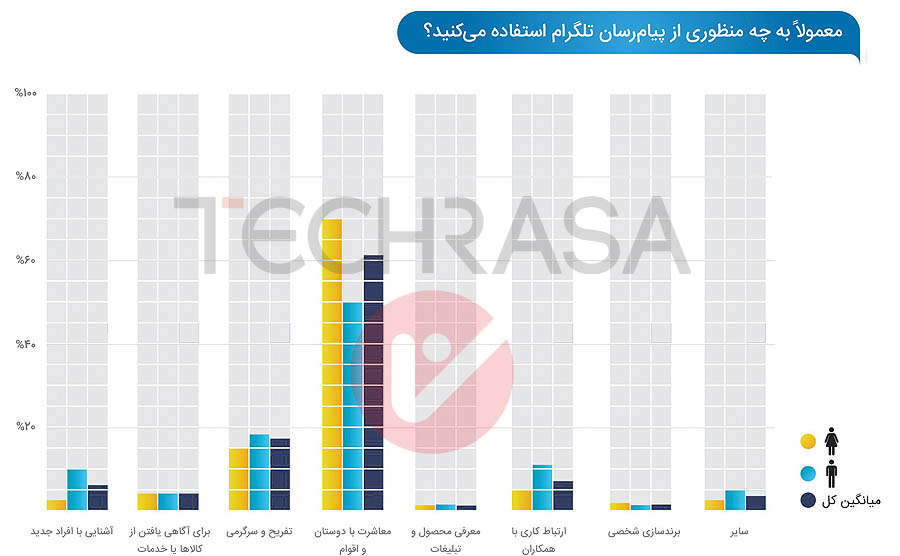 معمولاً به چه منظوری از پیام‌رسان تلگرام استفاده می‌کنید؟
%۱۰۰
%۸۰
%۶۰
%۴۰
%۲۰
TECHRASA
میانگین کل
آشنایی با افراد جدید
برای آگاهی یافتن از
کالاها یا خدمات
تفریح و سرگرمی
معاشرت با دوستان
و اقوام
معرفی محصول و
تبلیغات
ارتباط کاری با
همکاران
برندسازی شخصی
سایر